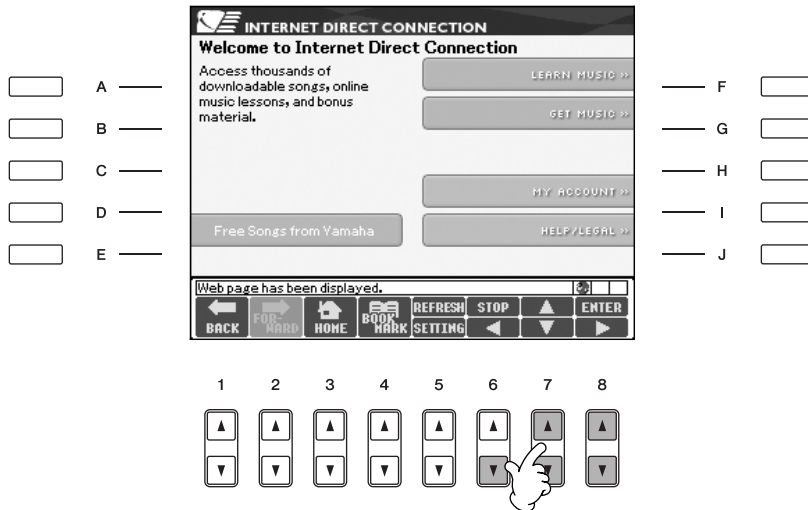 INTERNET DIRECT CONNECTION
Welcome to Internet Direct Connection
Access thousands of
downloadable songs, online
music lessons, and bonus
material.
LEARN MUSIC »
GET MUSIC »
MY ACCOUNT »
Free Songs from Yamaha
HELP/LEGAL »
A
B
C
D
E
F
G
H
I
J
Web page has been displayed.
BACK
FOR-
WARD
HOME
BOOK
MARK
REFRESH
STOP
ENTER
SETTING
1 2 3 4 5 6 7 8